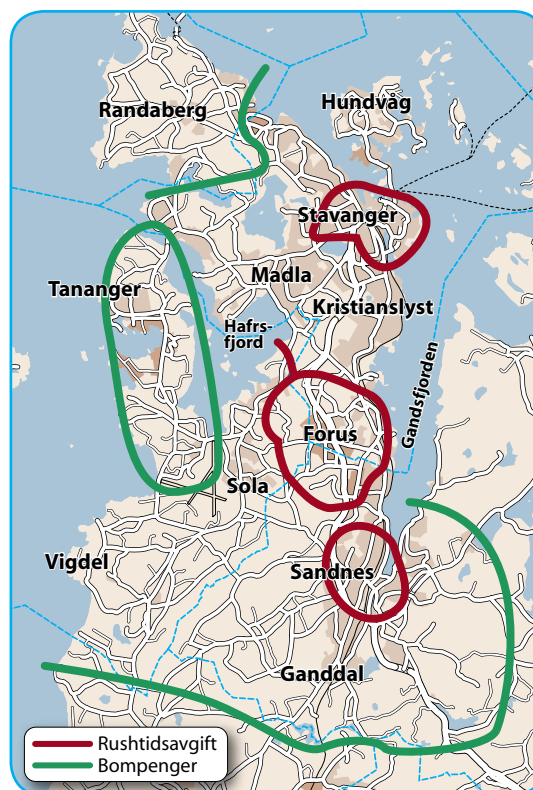 Randaberg
Hundvåg
Stavanger
Madla
Tananger
Kristianslyst
Hafrs-
fjord
Gandsfjorden
Forus
Sola
Vigdel
Sandnes
Ganddal
Rushtidsavgift
Bompenger